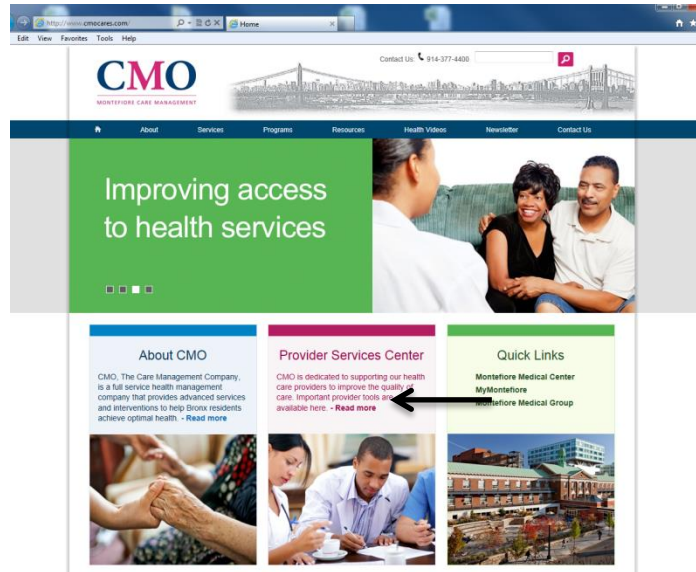 http://www.cmocares.com/
Home
Edit View Favorites Tools Help
Contact Us: 914-377-4400
CMO
MONTEFIORE CARE MANAGEMENT
About Services Programs Resources Health Videos Newsletter Contact Us
Improving access
to health services
About CMO
CMO, The Care Management Company,
is a full service health management
company that provides advanced services
and interventions to help Bronx residents
achieve optimal health. - Read more
Provider Services Center
CMO is dedicated to supporting our health
care providers to improve the quality of
care. Important provider tools are
available here. - Read more
Quick Links
Montefiore Medical Center
MyMontefiore
Montefiore Medical Group